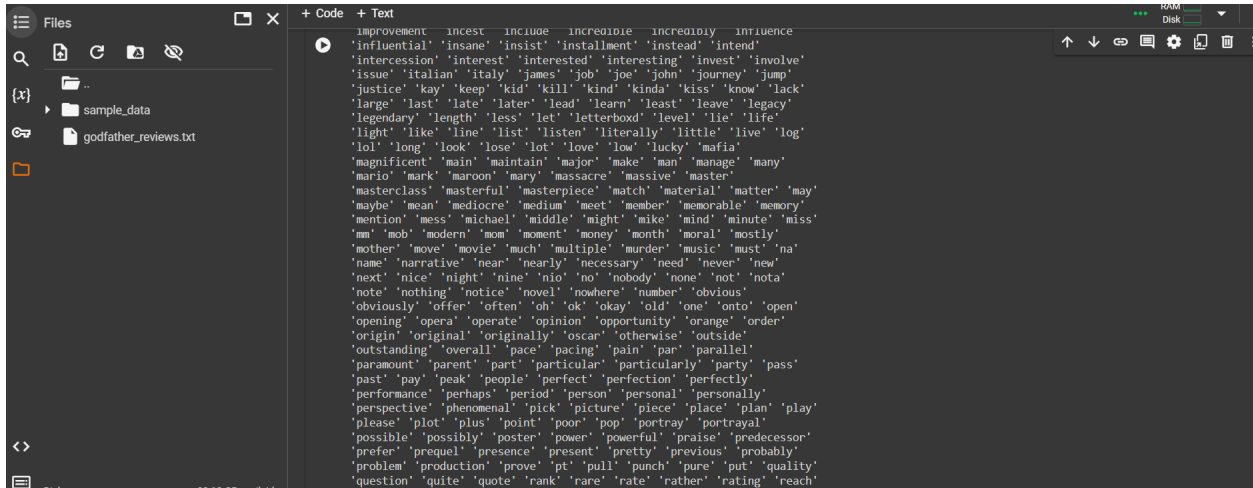 Files
+ Code + Text
RAM
Disk
{x}
..
sample_data
godfather_reviews.txt
<>
improvement' 'incest' 'include' 'incredible' 'incredibly' 'influence'
'influential' 'insane' 'insist' 'installment' 'instead' 'intend'
'intercession' 'interest' 'interested' 'interesting' 'invest' 'involve'
'issue' 'italian' 'italy' 'james' 'job' 'joe' 'john' 'journey' 'jump'
'justice' 'kay' 'keep' 'kid' 'kill' 'kind' 'kinda' 'kiss' 'know' 'lack'
'large' 'last' 'late' 'later' 'lead' 'learn' 'least' 'leave' 'legacy'
'legendary' 'length' 'less' 'let' 'letterboxd' 'level' 'lie' 'life'
'light' 'like' 'line' 'list' 'listen' 'literally' 'little' 'live' 'log'
'lol' 'long' 'look' 'lose' 'lot' 'love' 'low' 'lucky' 'mafia'
'magnificent' 'main' 'maintain' 'major' 'make' 'man' 'manage' 'many'
'mario' 'mark' 'maroon' 'mary' 'massacre' 'massive' 'master'
'masterclass' 'masterful' 'masterpiece' 'match' 'material' 'matter' 'may'
'maybe' 'mean' 'mediocre' 'medium' 'meet' 'member' 'memorable' 'memory'
'mention' 'mess' 'michael' 'middle' 'might' 'mike' 'mind' 'minute' 'miss'
'mm' 'mob' 'modern' 'mom' 'moment' 'money' 'month' 'moral' 'mostly'
'mother' 'move' 'movie' 'much' 'multiple' 'murder' 'music' 'must' 'na'
'name' 'narrative' 'near' 'nearly' 'necessary' 'need' 'never' 'new'
'next' 'nice' 'night' 'nine' 'nio' 'no' 'nobody' 'none' 'not' 'nota'
'note' 'nothing' 'notice' 'novel' 'nowhere' 'number' 'obvious'
'obviously' 'offer' 'often' 'oh' 'ok' 'okay' 'old' 'one' 'onto' 'open'
'opening' 'opera' 'operate' 'opinion' 'opportunity' 'orange' 'order'
'origin' 'original' 'originally' 'oscar' 'otherwise' 'outside'
'outstanding' 'overall' 'pace' 'pacing' 'pain' 'par' 'parallel'
'paramount' 'parent' 'part' 'particular' 'particularly' 'party' 'pass'
'past' 'pay' 'peak' 'people' 'perfect' 'perfection' 'perfectly'
'performance' 'perhaps' 'period' 'person' 'personal' 'personally'
'perspective' 'phenomenal' 'pick' 'picture' 'piece' 'place' 'plan' 'play'
'please' 'plot' 'plus' 'point' 'poor' 'pop' 'portray' 'portrayal'
'possible' 'possibly' 'poster' 'power' 'powerful' 'praise' 'predecessor'
'prefer' 'prequel' 'presence' 'present' 'pretty' 'previous' 'probably'
'problem' 'production' 'prove' 'pt' 'pull' 'punch' 'pure' 'put' 'quality'
'question' 'quite' 'quote' 'rank' 'rare' 'rate' 'rather' 'rating' 'reach'